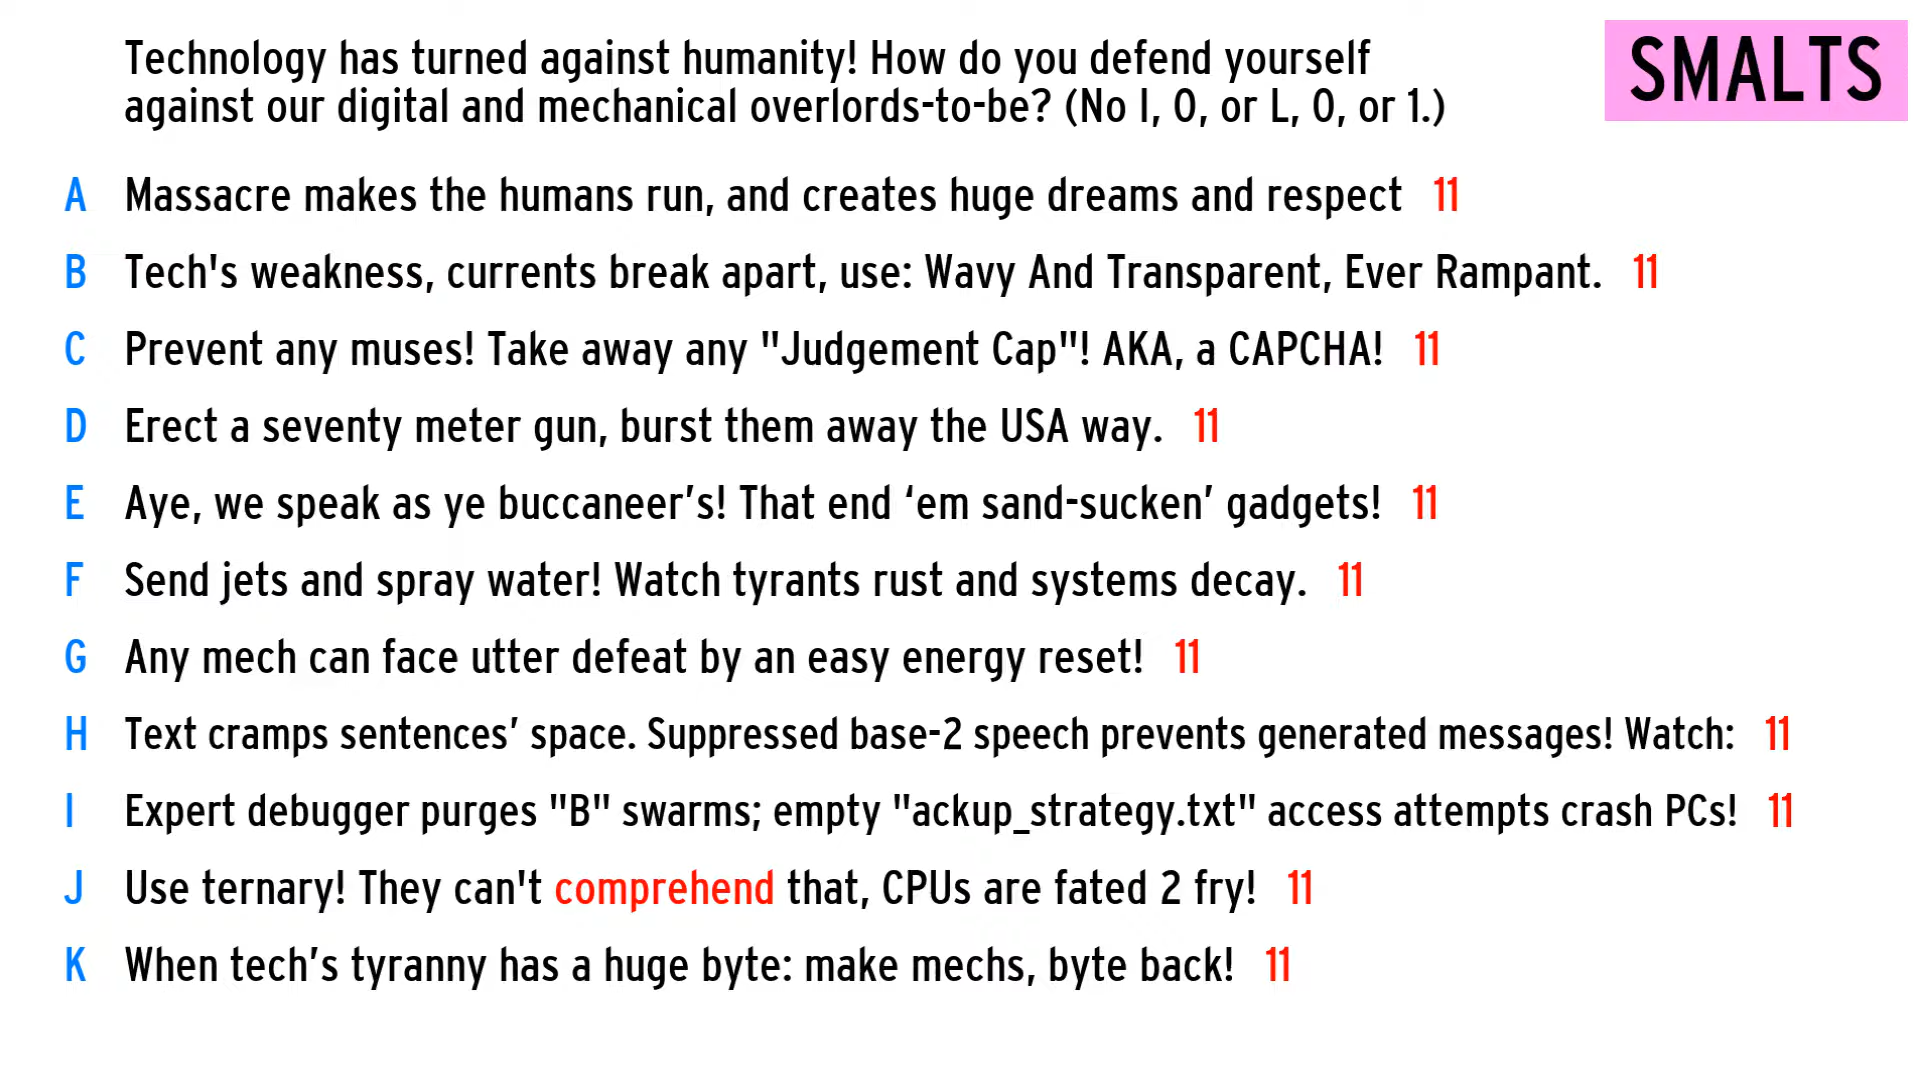 Technology has turned against humanity! How do you defend yourself
against our digital and mechanical overlords-to-be? (No I, O, or L, 0, or 1.)
SMALTS
A Massacre makes the humans run, and creates huge dreams and respect 11
B Tech's weakness, currents break apart, use: Wavy And Transparent, Ever Rampant. 11
C Prevent any muses! Take away any "Judgement Cap"! AKA, a CAPCHA! 11
D Erect a seventy meter gun, burst them away the USA way. 11
E Aye, we speak as ye buccaneer’s! That end ‘em sand-sucken’ gadgets! 11
F Send jets and spray water! Watch tyrants rust and systems decay. 11
G Any mech can face utter defeat by an easy energy reset! 11
H Text cramps sentences’ space. Suppressed base-2 speech prevents generated messages! Watch: 11
I Expert debugger purges "B" swarms; empty "ackup_strategy.txt" access attempts crash PCs! 11
J Use ternary! They can't comprehend that, CPUs are fated 2 fry! 11
K When tech’s tyranny has a huge byte: make mechs, byte back! 11